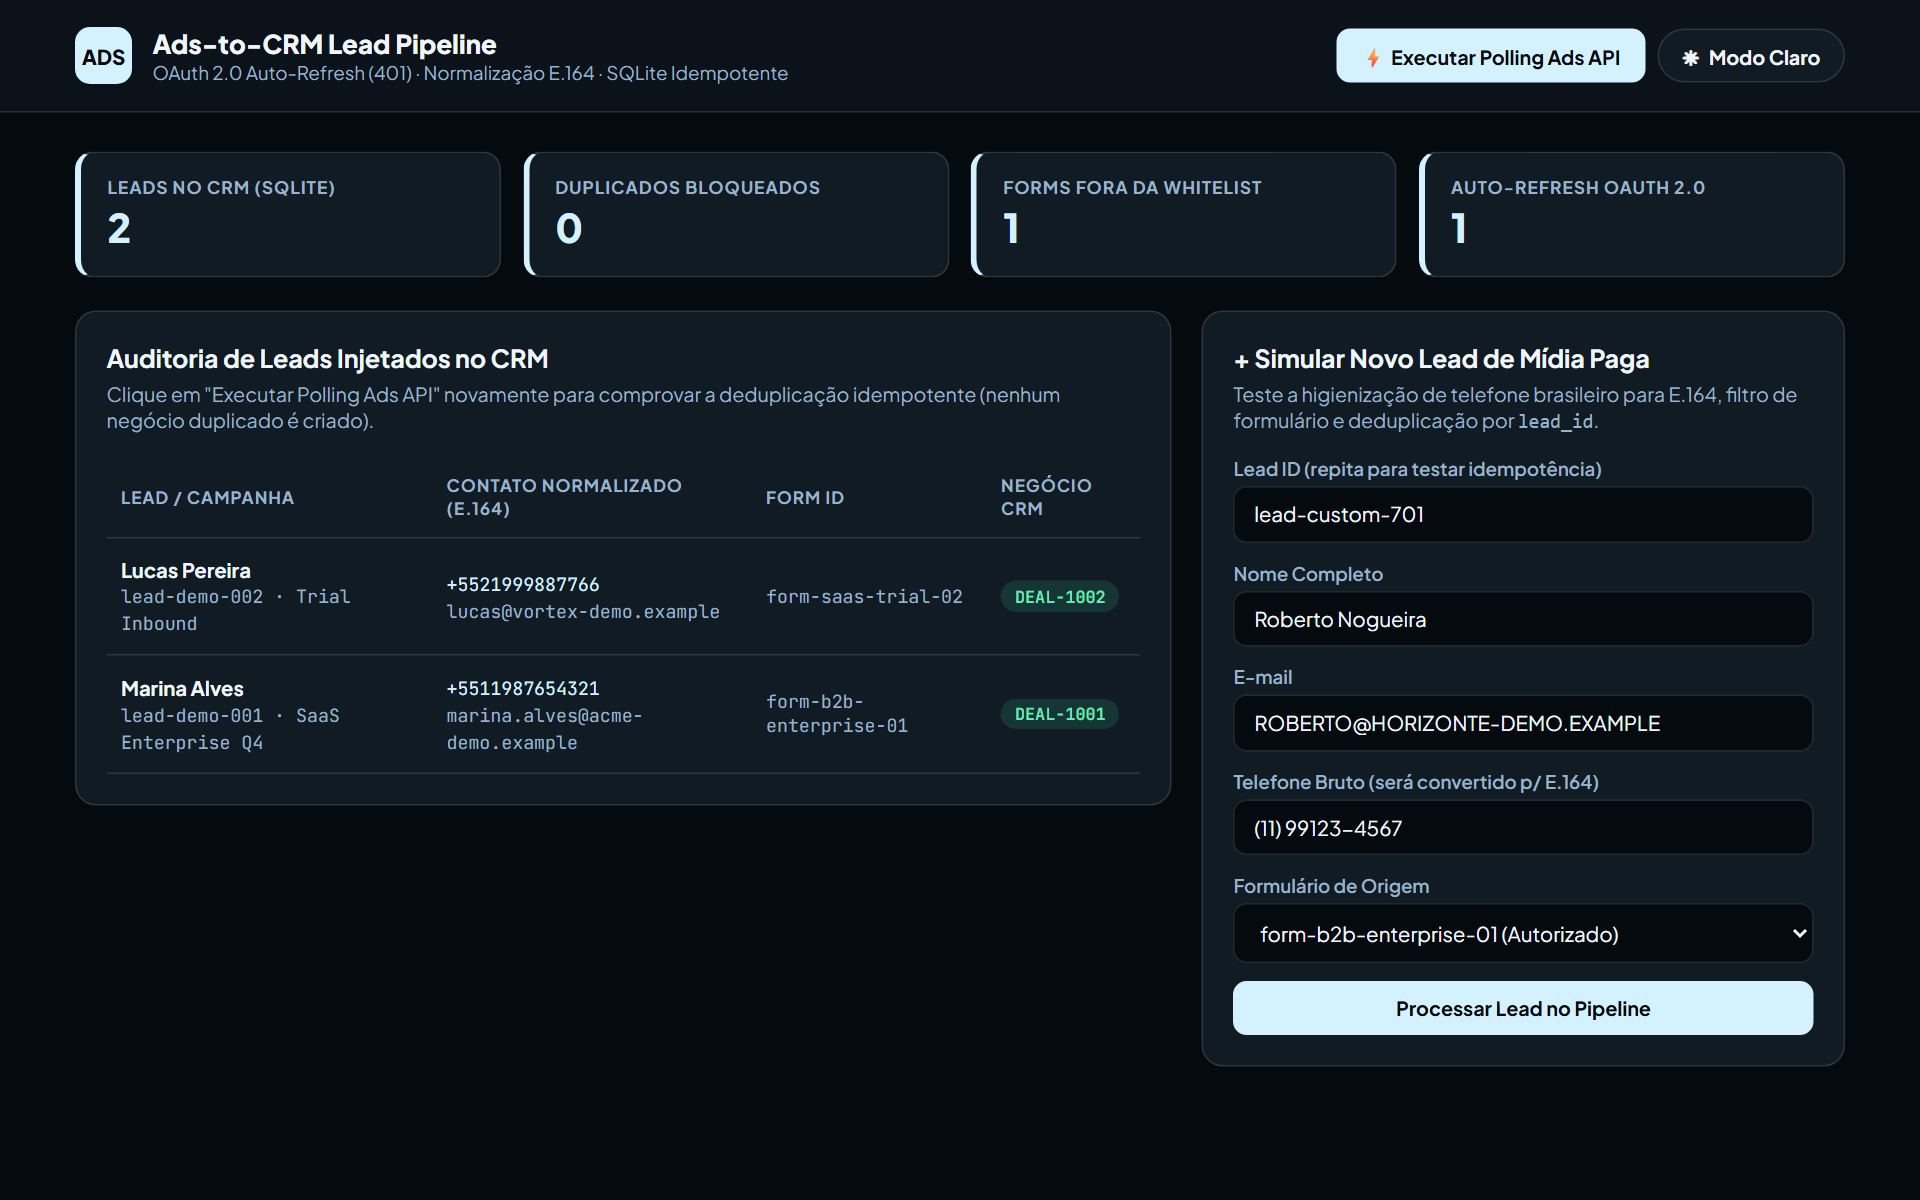 ADS
Ads-to-CRM Lead Pipeline
OAuth 2.0 Auto-Refresh (401) · Normalização E.164 · SQLite Idempotente
Executar Polling Ads API
Modo Claro
LEADS NO CRM (SQLITE)
2
DUPLICADOS BLOQUEADOS
0
FORMS FORA DA WHITELIST
1
AUTO-REFRESH OAUTH 2.0
1
Auditoria de Leads Injetados no CRM
Clique em "Executar Polling Ads API" novamente para comprovar a deduplicação idempotente (nenhum
negócio duplicado é criado).
LEAD / CAMPANHA
CONTATO NORMALIZADO
(E.164)
FORM ID
NEGÓCIO
CRM
Lucas Pereira
lead-demo-002 · Trial
Inbound
+5521999887766
lucas@vortex-demo.example
form-saas-trial-02
DEAL-1002
Marina Alves
lead-demo-001 · SaaS
Enterprise Q4
+5511987654321
marina.alves@acme-
demo.example
form-b2b-
enterprise-01
DEAL-1001
+ Simular Novo Lead de Mídia Paga
Teste a higienização de telefone brasileiro para E.164, filtro de
formulário e deduplicação por lead_id.
Lead ID (repita para testar idempotência)
lead-custom-701
Nome Completo
Roberto Nogueira
E-mail
ROBERTO@HORIZONTE-DEMO.EXAMPLE
Telefone Bruto (será convertido p/ E.164)
(11) 99123-4567
Formulário de Origem
form-b2b-enterprise-01 (Autorizado)
Processar Lead no Pipeline